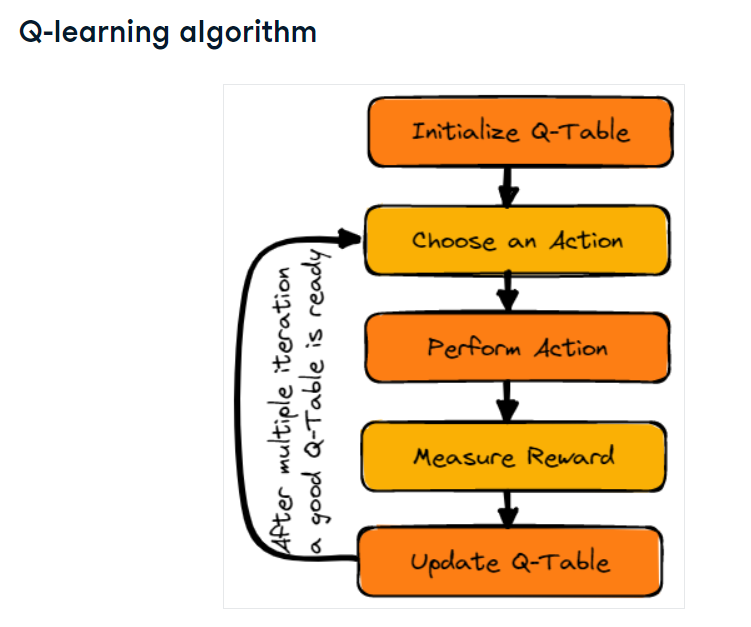 Q-learning algorithm
Initialize Q-Table
Choose an Action
Perform Action
Measure Reward
Update Q-Table
After multiple iteration
a good Q-Table is ready